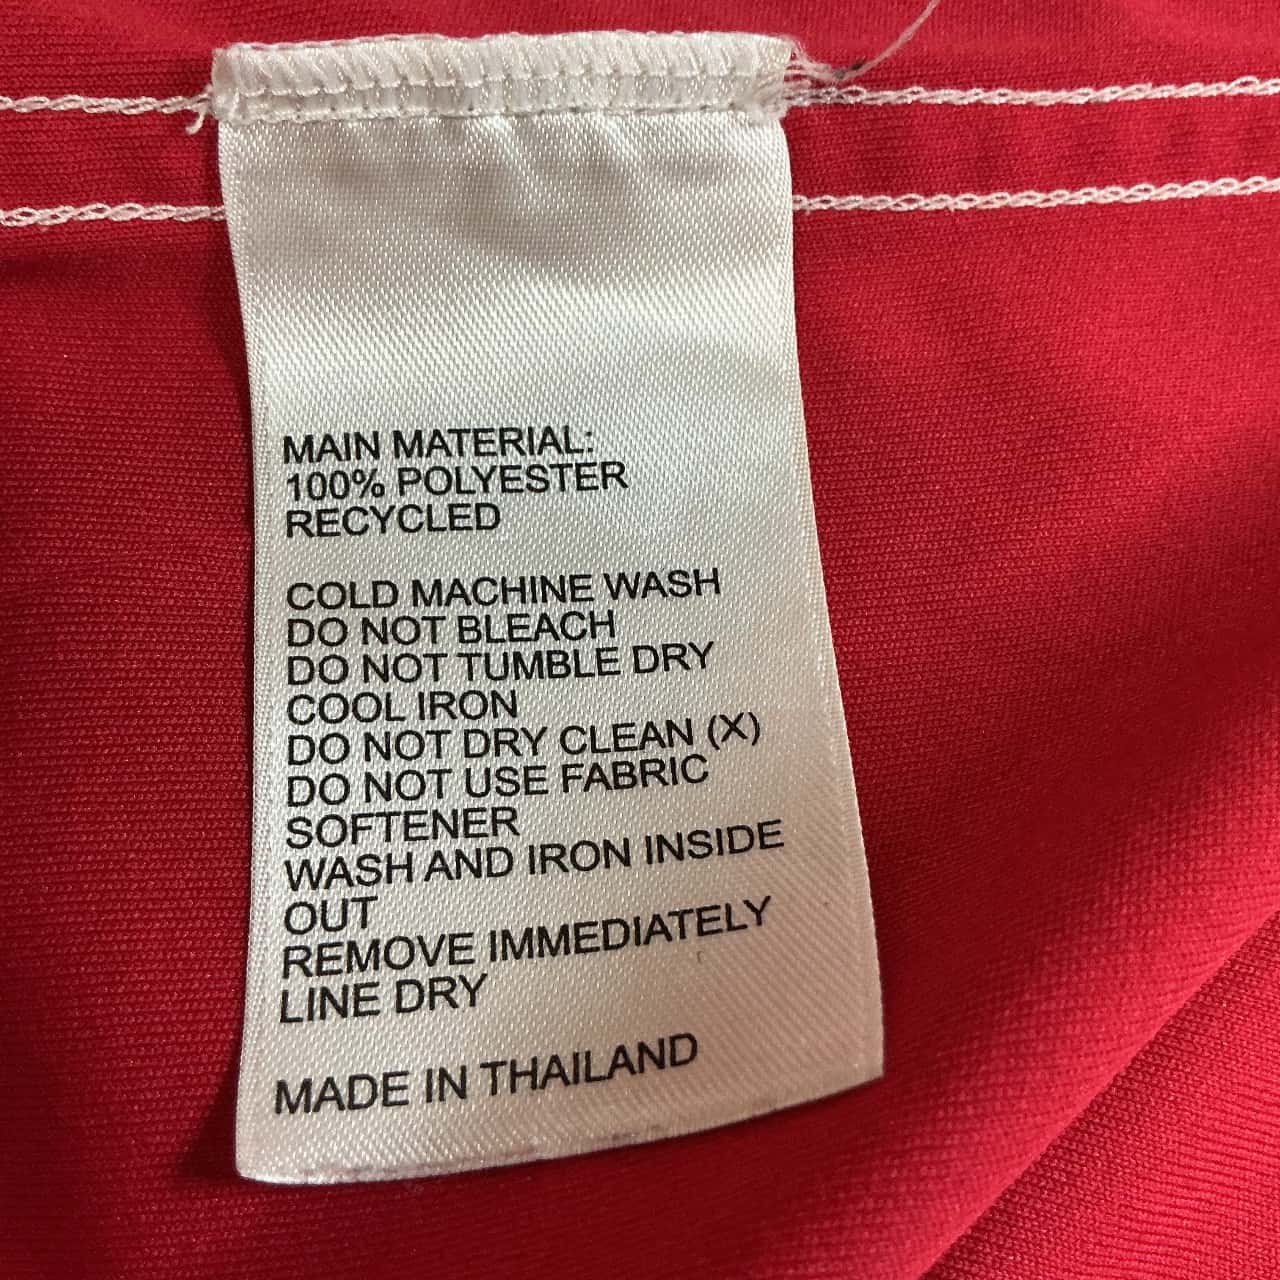 MAIN MATERIAL:
100% POLYESTER
RECYCLED
COLD MACHINE WASH
DO NOT BLEACH
DO NOT TUMBLE DRY
COOL IRON
DO NOT DRY CLEAN (X)
DO NOT USE FABRIC
SOFTENER
WASH AND IRON INSIDE
OUT
REMOVE IMMEDIATELY
LINE DRY
MADE IN THAILAND